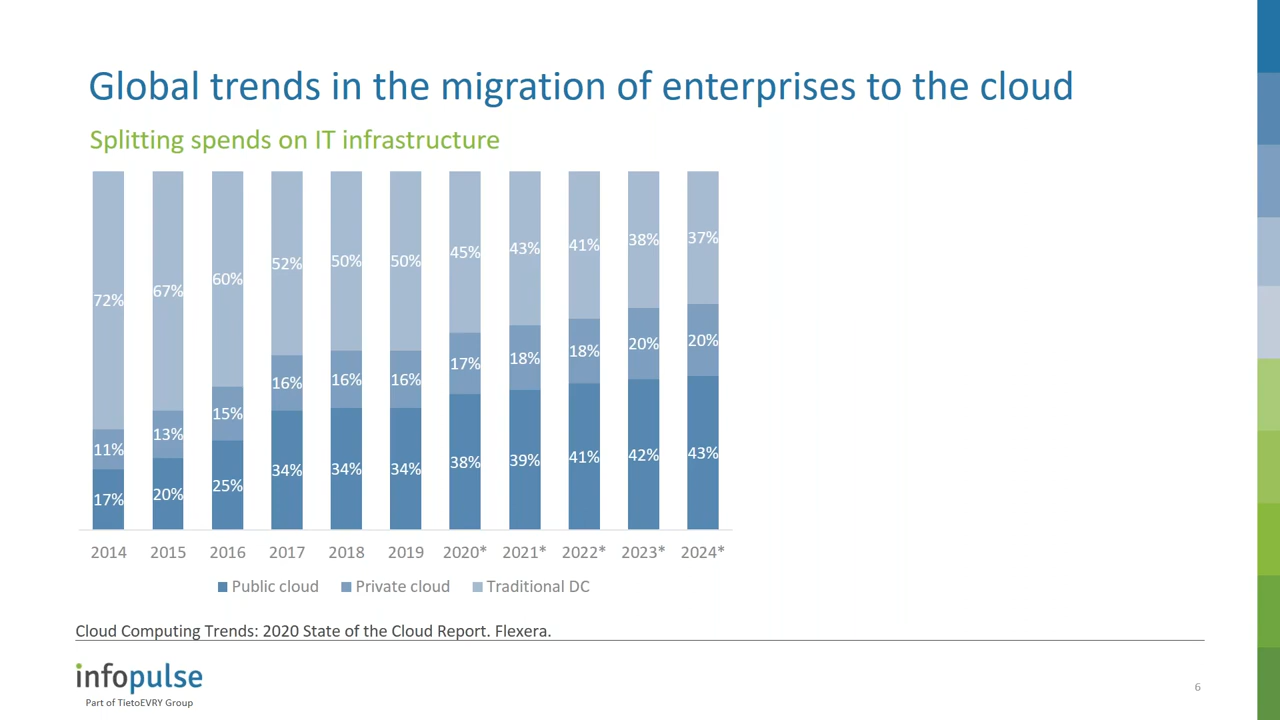 Global trends in the migration of enterprises to the cloud
Splitting spends on IT infrastructure
72% 67% 60% 52% 50% 50% 45% 43% 41% 38% 37%
11% 13% 15% 16% 16% 16% 17% 18% 18% 20% 20%
17% 20% 25% 34% 34% 34% 38% 39% 41% 42% 43%
2014 2015 2016 2017 2018 2019 2020* 2021* 2022* 2023* 2024*
Public cloud Private cloud Traditional DC
Cloud Computing Trends: 2020 State of the Cloud Report. Flexera.
infopulse
Part of TietoEVRY Group
6